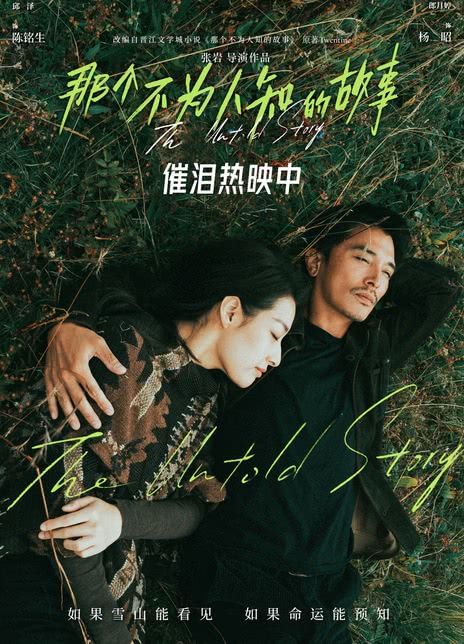 邱泽
饰
陈铭生
郎月婷
饰
杨昭
改编自晋江文学城小说《那个不为人知的故事》 原著Twentine
张岩 导演作品
那个不为人知的故事
The Untold Story
催泪热映中
The Untold Story
如果雪山能看见 如果命运能预知